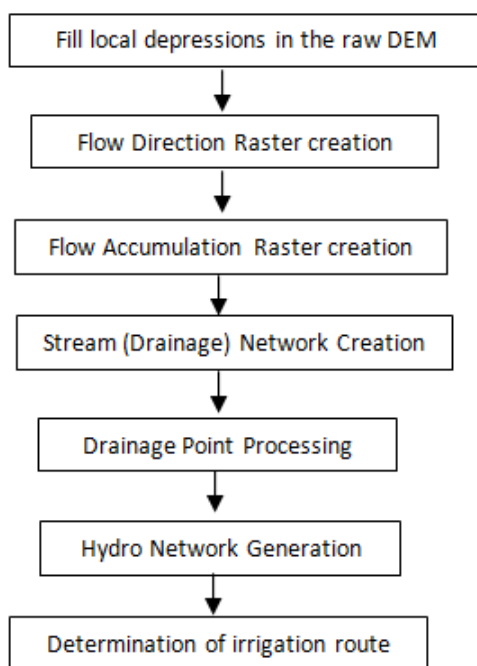 Fill local depressions in the raw DEM
Flow Direction Raster creation
Flow Accumulation Raster creation
Stream (Drainage) Network Creation
Drainage Point Processing
Hydro Network Generation
Determination of irrigation route